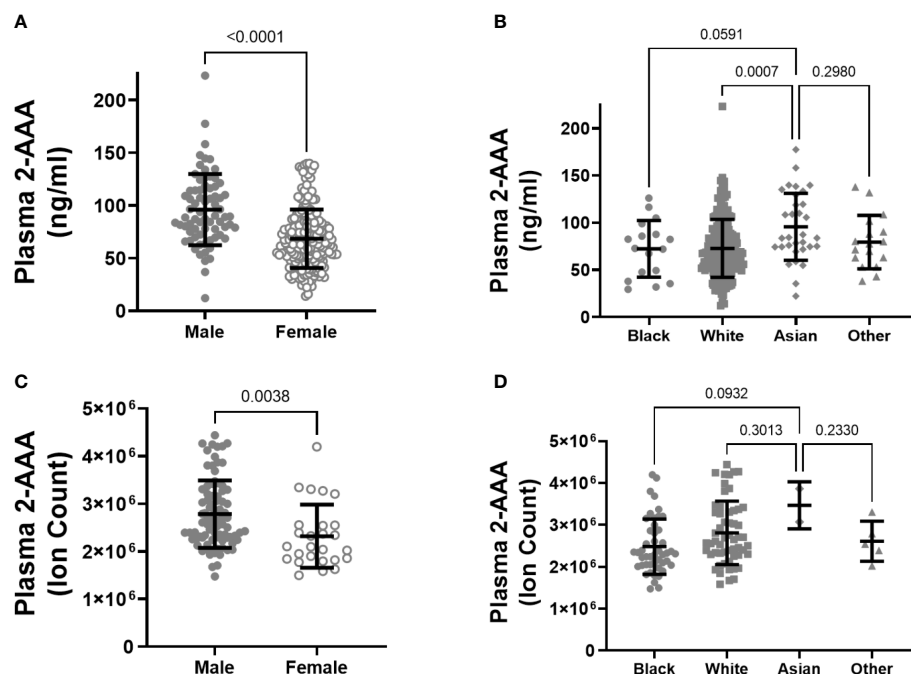 A
Plasma 2-AAA
(ng/ml)
<0.0001
200
150
100
50
0
Male Female
B
Plasma 2-AAA
(ng/ml)
0.0591
0.0007 0.2980
200
150
100
50
0
Black White Asian Other
C
Plasma 2-AAA
(Ion Count)
0.0038
5×10⁶
4×10⁶
3×10⁶
2×10⁶
1×10⁶
0
Male Female
D
Plasma 2-AAA
(Ion Count)
0.0932
0.3013 0.2330
5×10⁶
4×10⁶
3×10⁶
2×10⁶
1×10⁶
0
Black White Asian Other